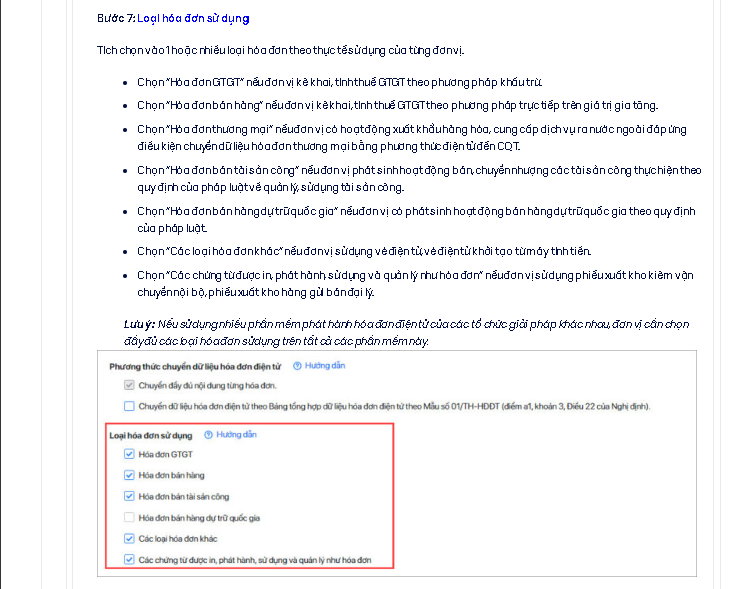 Bước 7: Loại hóa đơn sử dụng
Tích chọn vào 1 hoặc nhiều loại hóa đơn theo thực tế sử dụng của từng đơn vị.
Chọn “Hóa đơn GTGT” nếu đơn vị kê khai, tính thuế GTGT theo phương pháp khấu trừ.
Chọn “Hóa đơn bán hàng” nếu đơn vị kê khai, tính thuế GTGT theo phương pháp trực tiếp trên giá trị gia tăng.
Chọn “Hóa đơn thương mại” nếu đơn vị có hoạt động xuất khẩu hàng hóa, cung cấp dịch vụ ra nước ngoài đáp ứng
điều kiện chuyển dữ liệu hóa đơn thương mại bằng phương thức điện tử đến CQT.
Chọn “Hóa đơn bán tài sản công” nếu đơn vị phát sinh hoạt động bán, chuyển nhượng các tài sản công thực hiện theo
quy định của pháp luật về quản lý, sử dụng tài sản công.
Chọn “Hóa đơn bán hàng dự trữ quốc gia” nếu đơn vị có phát sinh hoạt động bán hàng dự trữ quốc gia theo quy định
của pháp luật.
Chọn “Các loại hóa đơn khác” nếu đơn vị sử dụng vé điện tử, vé điện tử khởi tạo từ máy tính tiền.
Chọn “Các chứng từ được in, phát hành, sử dụng và quản lý như hóa đơn” nếu đơn vị sử dụng phiếu xuất kho kiêm vận
chuyển nội bộ, phiếu xuất kho hàng gửi bán đại lý.
Lưu ý: Nếu sử dụng nhiều phần mềm phát hành hóa đơn điện tử của các tổ chức giải pháp khác nhau, đơn vị cần chọn
đầy đủ các loại hóa đơn sử dụng trên tất cả các phần mềm này.
Phương thức chuyển dữ liệu hóa đơn điện tử Hướng dẫn
Chuyển đầy đủ nội dung từng hóa đơn.
Chuyển dữ liệu hóa đơn điện tử theo Bảng tổng hợp dữ liệu hóa đơn điện tử theo Mẫu số 01/TH-HĐĐT (điểm a1, khoản 3, Điều 22 của Nghị định).
Loại hóa đơn sử dụng Hướng dẫn
Hóa đơn GTGT
Hóa đơn bán hàng
Hóa đơn bán tài sản công
Hóa đơn bán hàng dự trữ quốc gia
Các loại hóa đơn khác
Các chứng từ được in, phát hành, sử dụng và quản lý như hóa đơn